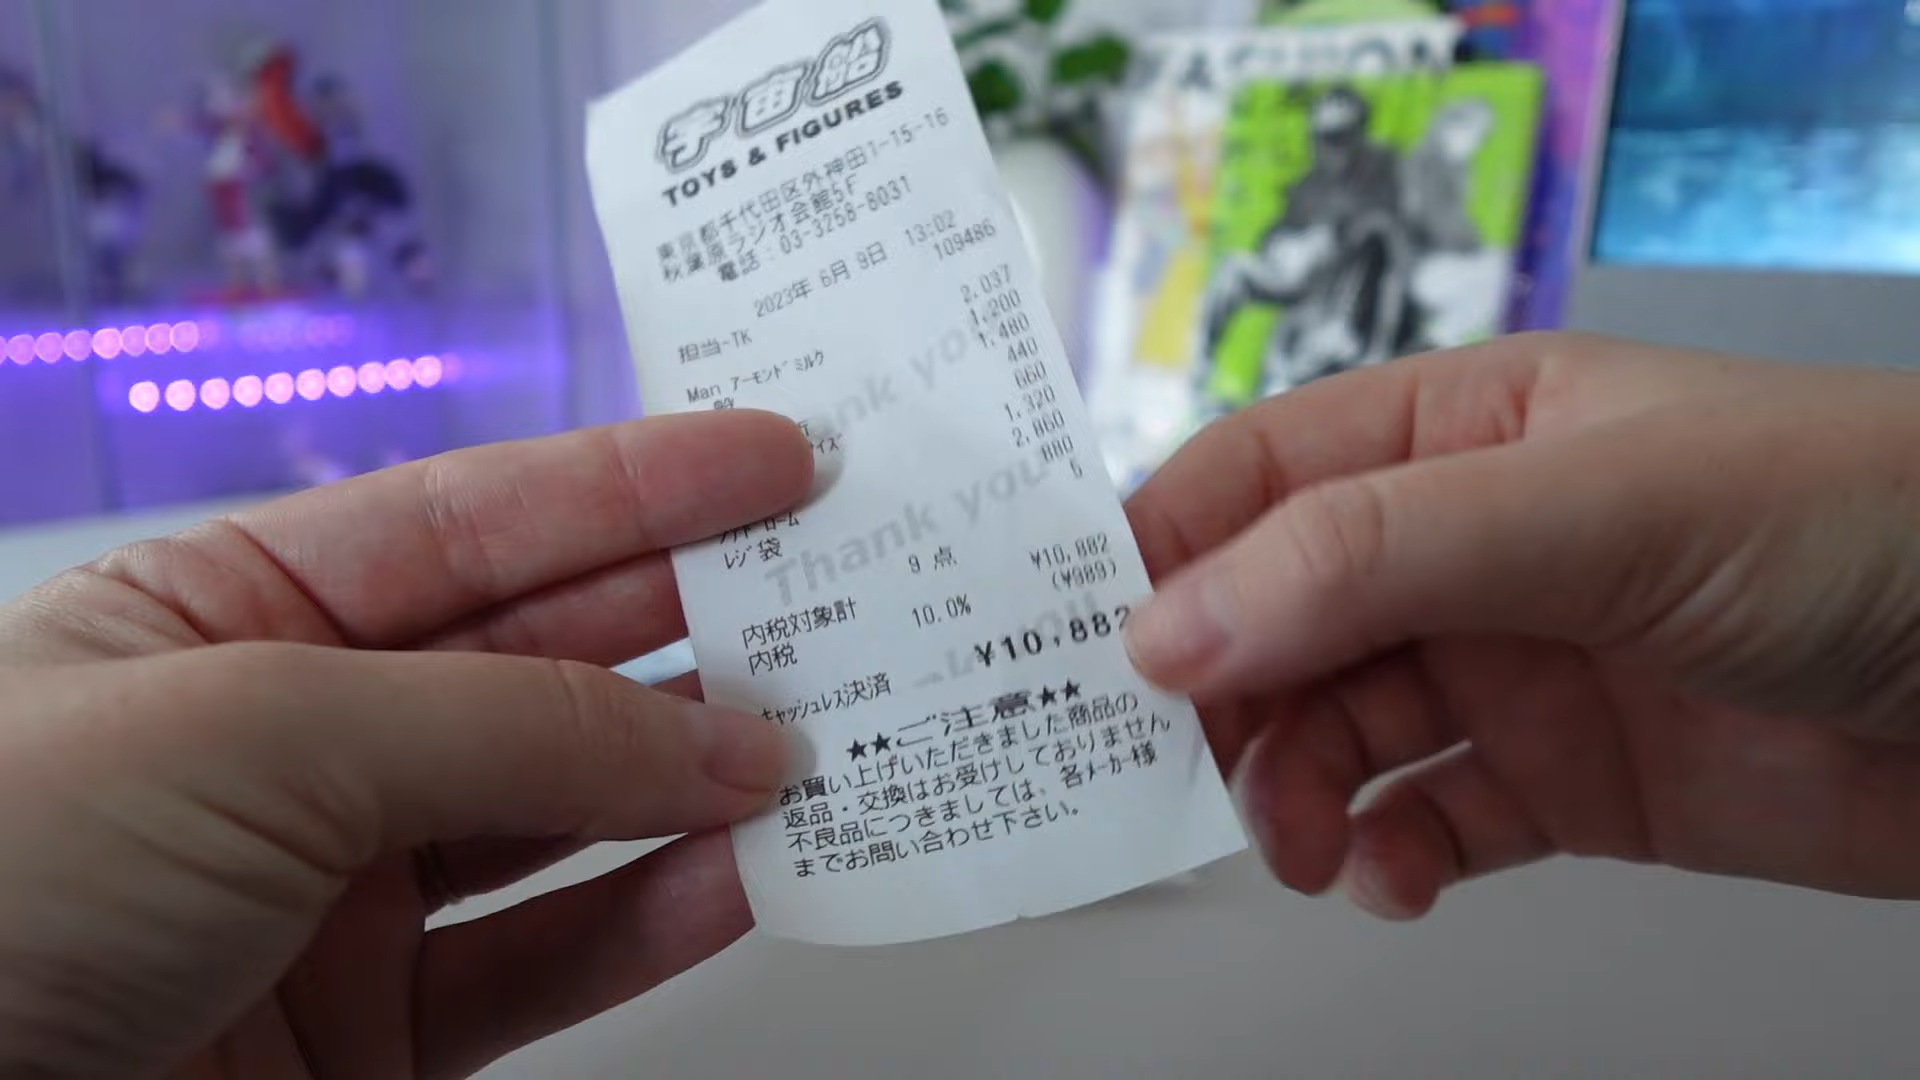 宇宙船
TOYS & FIGURES
東京都千代田区外神田1-15-16
秋葉原ラジオ会館5F
電話:03-3258-8031
2023年 6月 9日 13:02
109486
担当-TK
Man アーモンドミルク 2,037
1,200
行 1,480
サイズ 440
660
1,320
2,860
ローム 880
レジ袋 5
9点 ¥10,882
(¥989)
内税対象計 10.0%
内税
¥10,882
キャッシュレス決済
★★ご注意★★
お買い上げいただきました商品の
返品・交換はお受けしておりません
不良品につきましては、各メーカー様
までお問い合わせ下さい。
Thank you
Thank you
FASHION